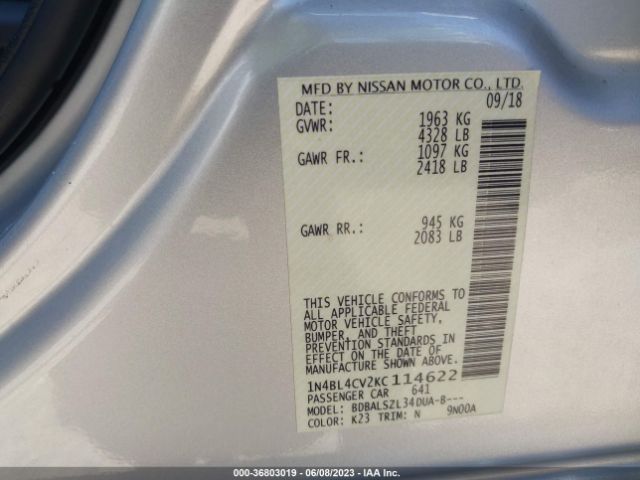 MFD BY NISSAN MOTOR CO., LTD.
DATE: 09/18
GVWR: 1963 KG
4328 LB
GAWR FR.: 1097 KG
2418 LB
GAWR RR.: 945 KG
2083 LB
THIS VEHICLE CONFORMS TO
ALL APPLICABLE FEDERAL
MOTOR VEHICLE SAFETY,
BUMPER, AND THEFT
PREVENTION STANDARDS IN
EFFECT ON THE DATE OF
MANUFACTURE SHOWN ABOVE.
1N4BL4CV2KC114622
PASSENGER CAR 641
MODEL: BDBALSZL34DUA-B---
COLOR: K23 TRIM: N 9N00A
000-36803019 - 06/08/2023 - IAA Inc.